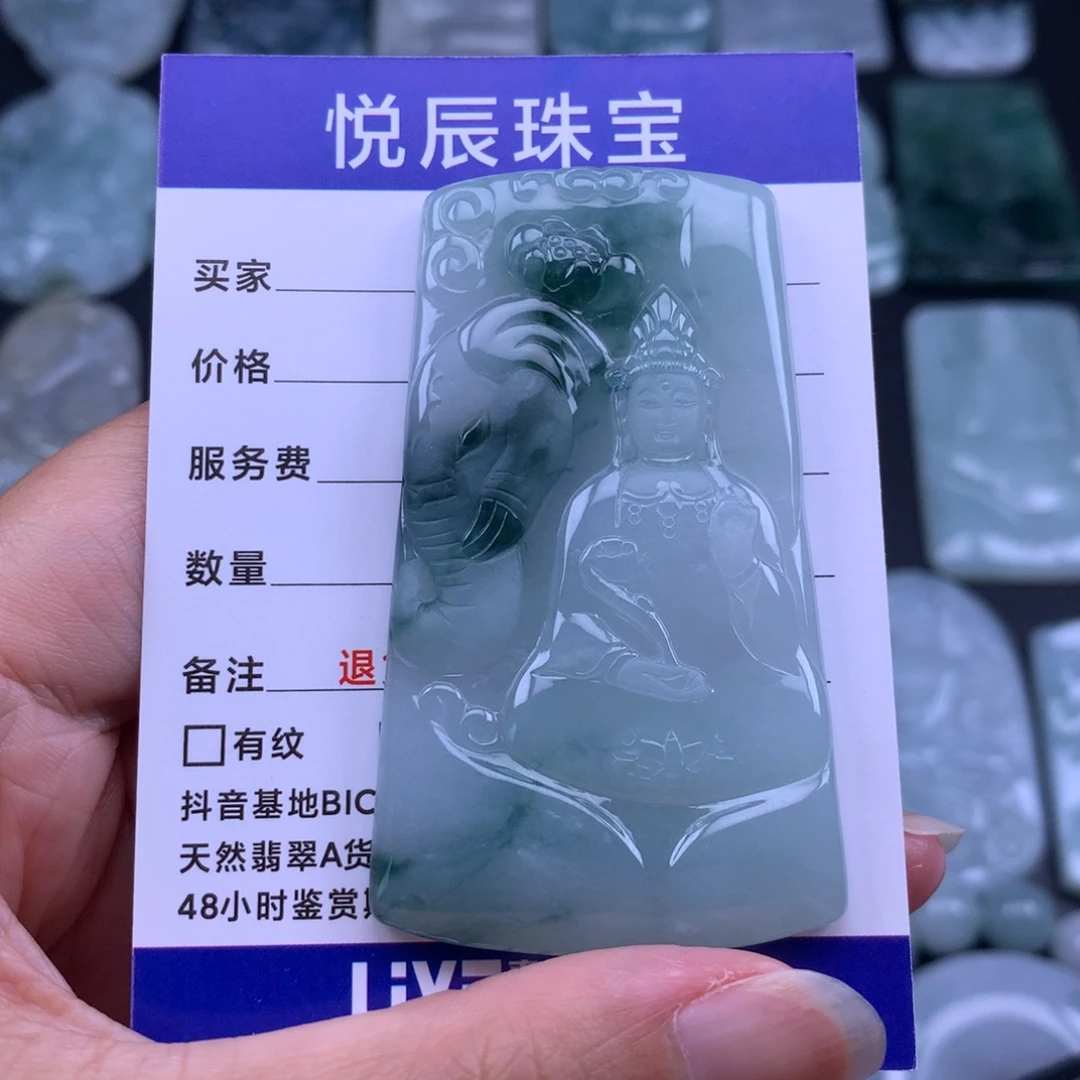 悦辰珠宝
买家
价格
服务费
数量
备注 退
有纹
抖音基地BIC
天然翡翠A货
48小时鉴赏